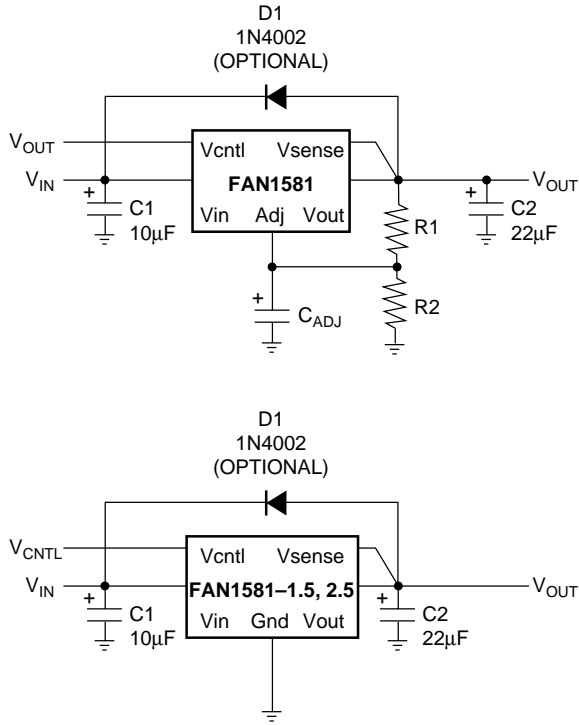 D1
1N4002
(OPTIONAL)
VOUT
Vcntl Vsense
VIN
FAN1581
VOUT
+
C1
10µF
Vin Adj Vout
R1
+
C2
22µF
+
CADJ
R2
D1
1N4002
(OPTIONAL)
VCNTL
Vcntl Vsense
VIN
FAN1581–1.5, 2.5
VOUT
+
C1
10µF
Vin Gnd Vout
+
C2
22µF